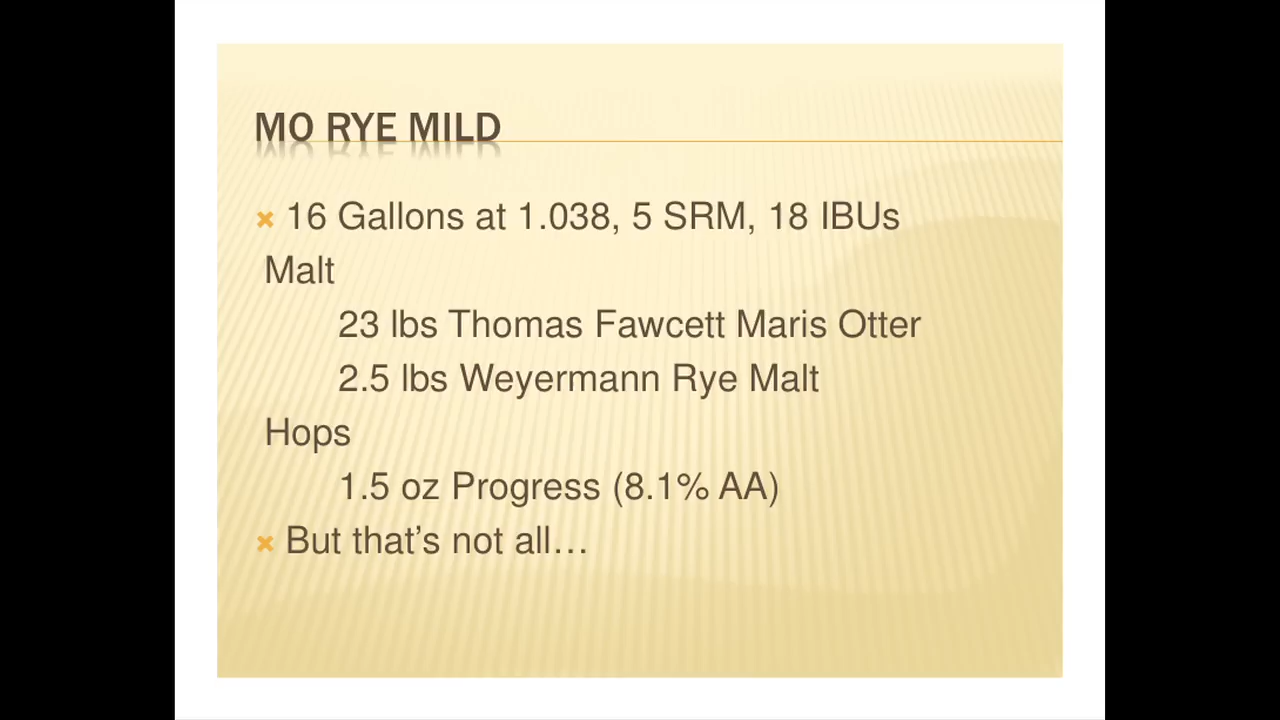 MO RYE MILD
16 Gallons at 1.038, 5 SRM, 18 IBUs
Malt
23 lbs Thomas Fawcett Maris Otter
2.5 lbs Weyermann Rye Malt
Hops
1.5 oz Progress (8.1% AA)
But that’s not all…